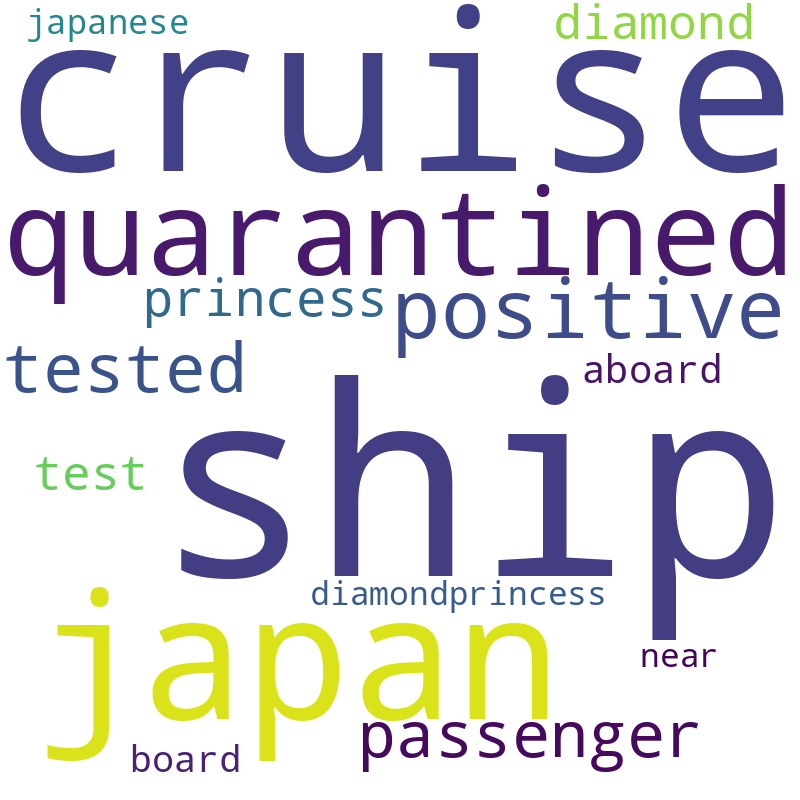 japanese
diamond
cruise
quarantined
princess
positive
tested
aboard
ship
test
diamondprincess
japan
near
passenger
board